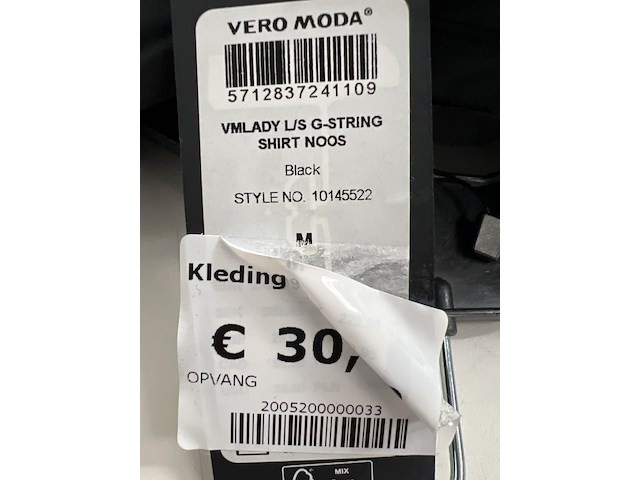 VERO MODA®
5712837241109
VMLADY L/S G-STRING
SHIRT NOOS
Black
STYLE NO. 10145522
M
Kleding
€ 30,
OPVANG
2005200000033
MIX